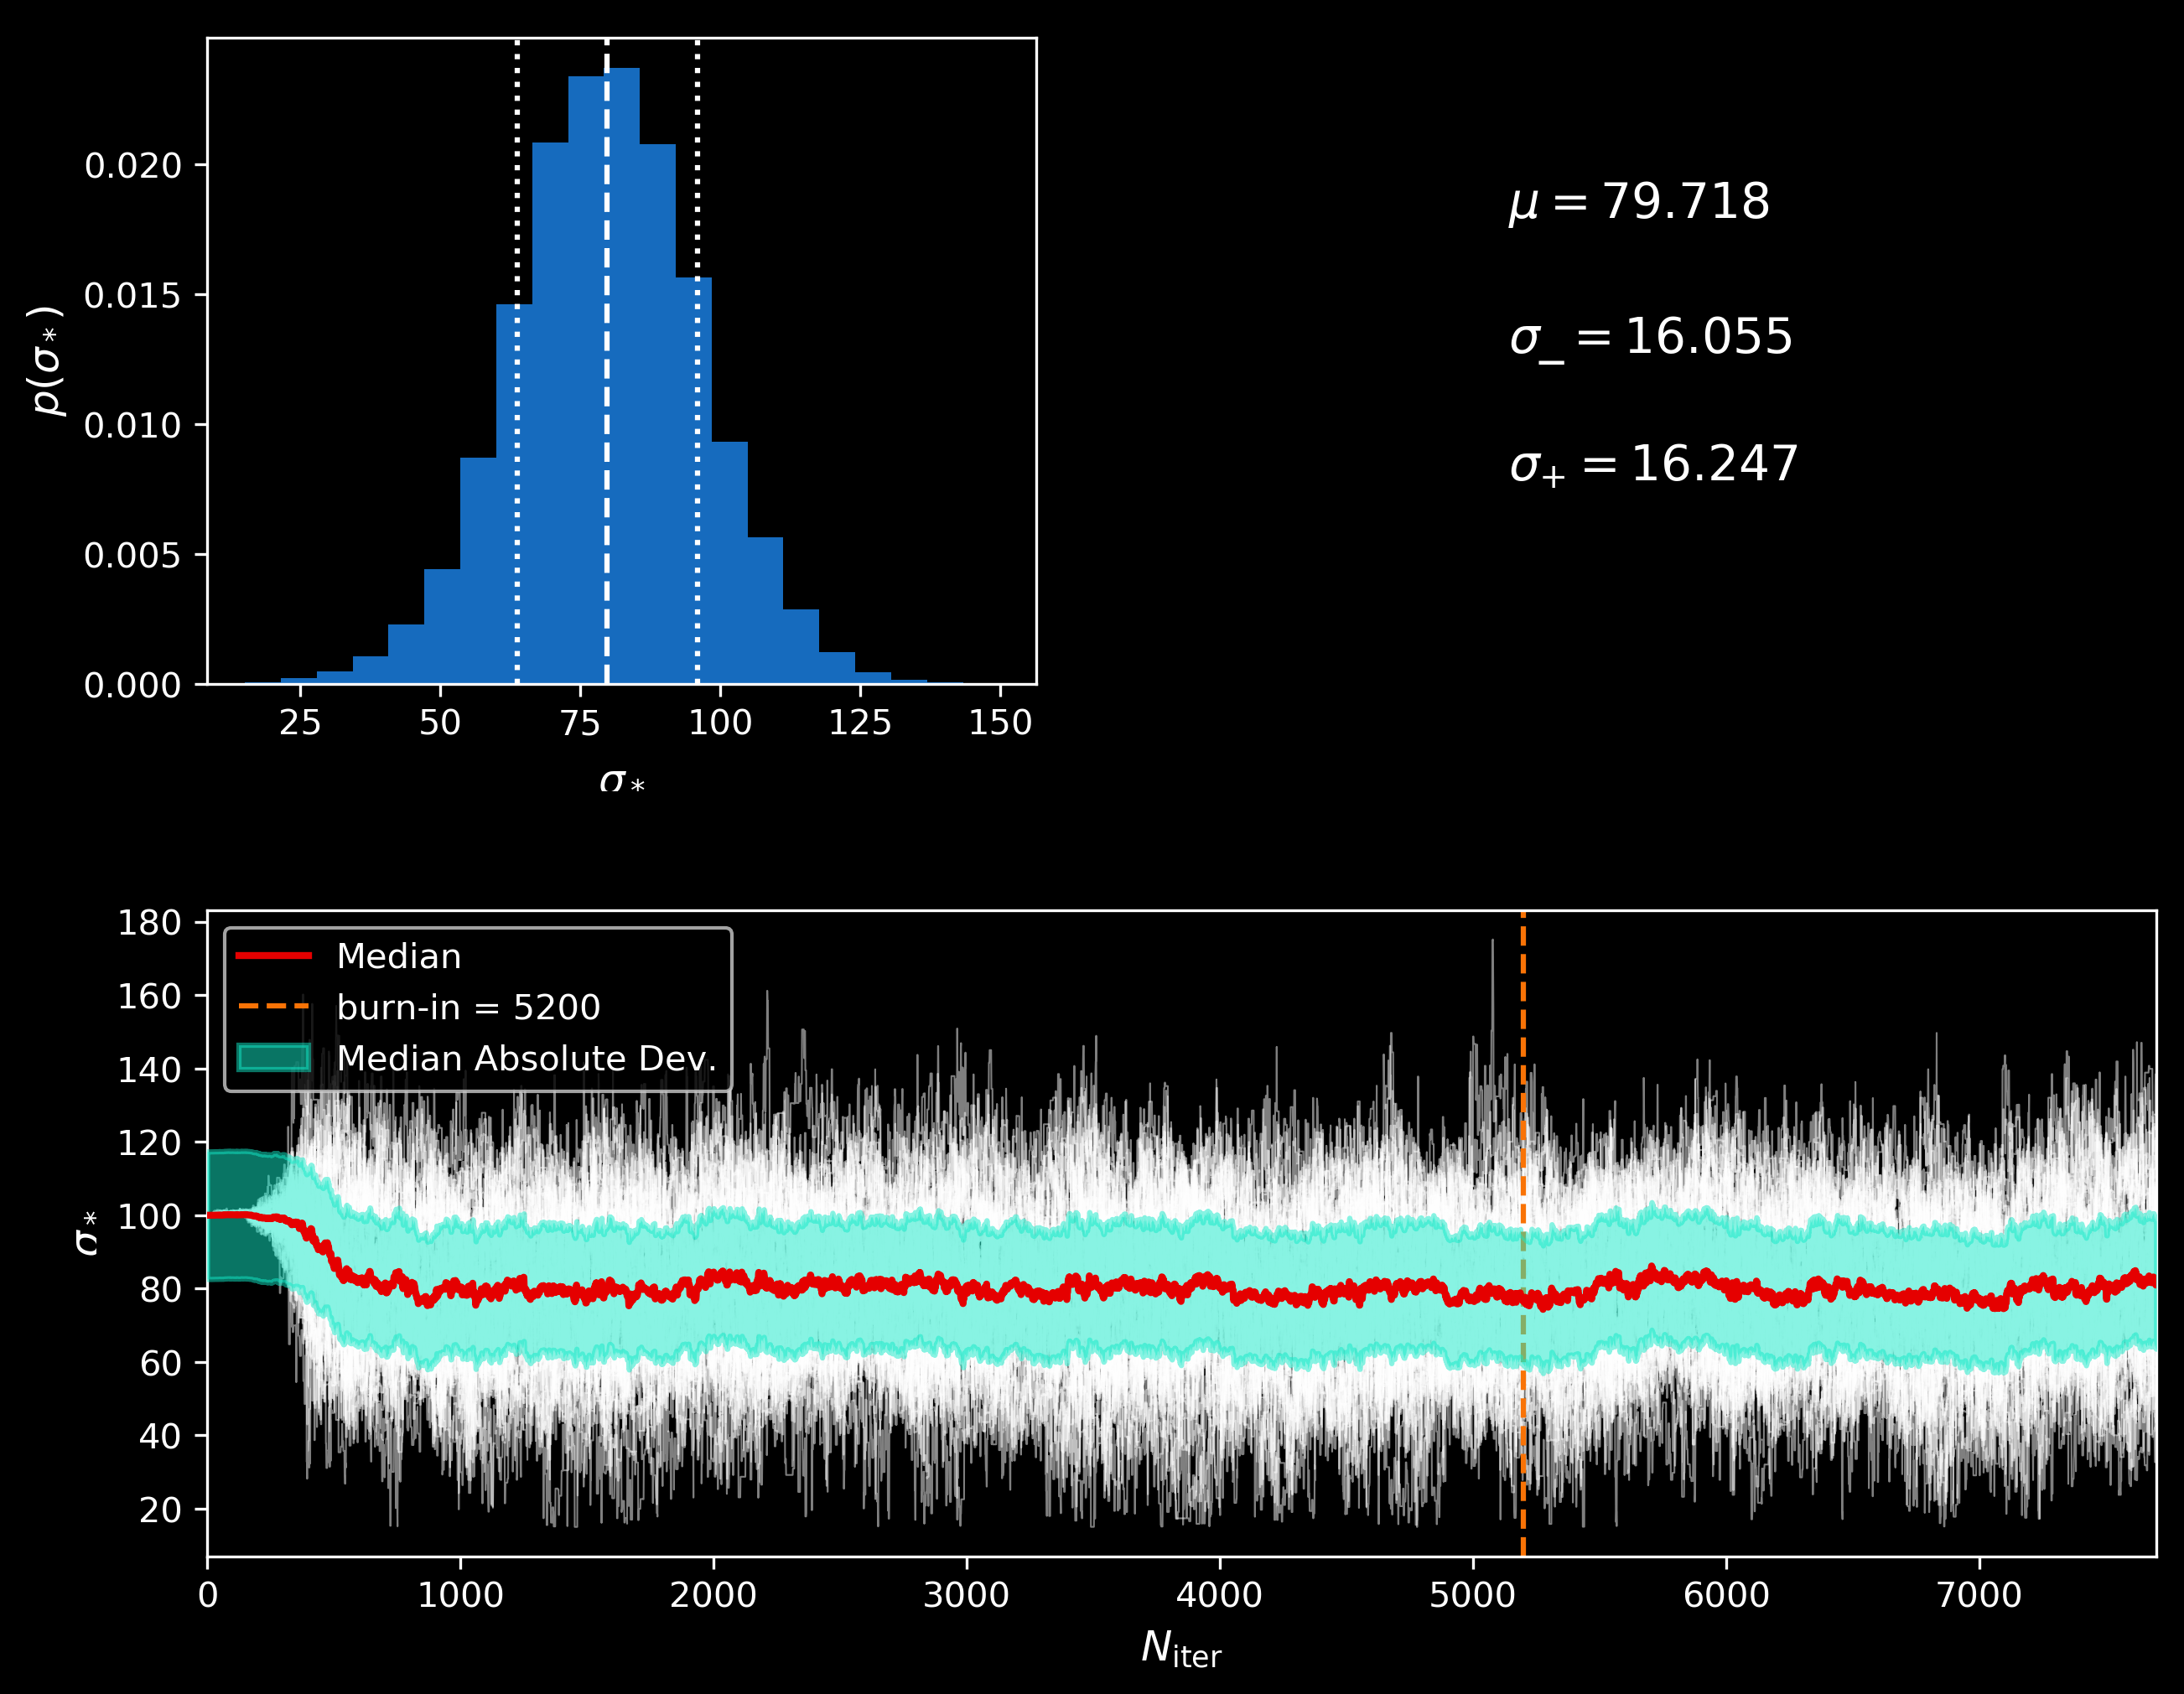 p(σ*)
0.020
0.015
0.010
0.005
0.000
25 50 75 100 125 150
σ*
μ = 79.718
σ_ = 16.055
σ+ = 16.247
σ*
180
160
140
120
100
80
60
40
20
Median
burn-in = 5200
Median Absolute Dev.
0 1000 2000 3000 4000 5000 6000 7000
Niter